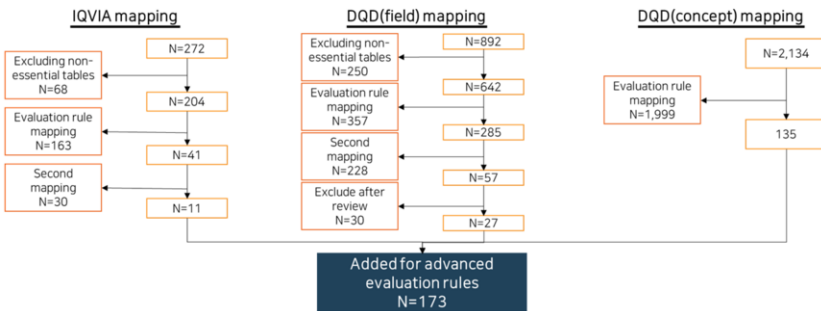 IQVIA mapping
N=272
Excluding non-
essential tables
N=68
N=204
Evaluation rule
mapping
N=163
N=41
Second
mapping
N=30
N=11
DQD(field) mapping
N=892
Excluding non-
essential tables
N=250
N=642
Evaluation rule
mapping
N=357
N=285
Second
mapping
N=228
N=57
Exclude after
review
N=30
N=27
DQD(concept) mapping
N=2,134
Evaluation rule
mapping
N=1,999
135
Added for advanced
evaluation rules
N=173